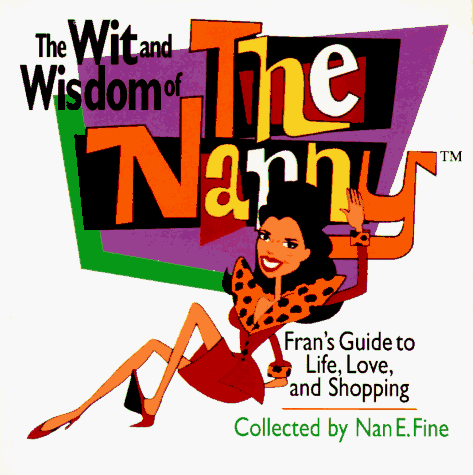 The Wit and
Wisdom of
The
Nanny™
Fran's Guide to
Life, Love,
and Shopping
Collected by Nan E. Fine